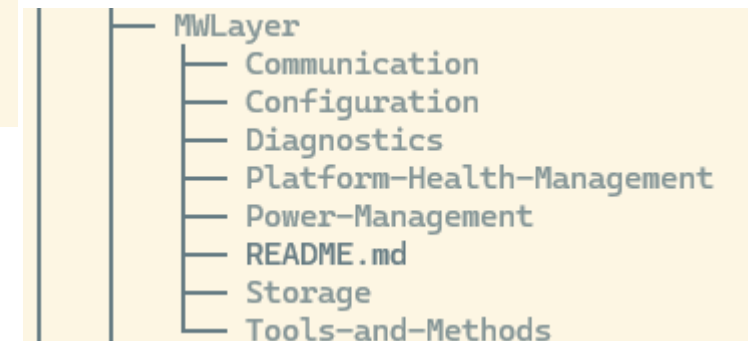 MWLayer
Communication
Configuration
Diagnostics
Platform-Health-Management
Power-Management
README.md
Storage
Tools-and-Methods